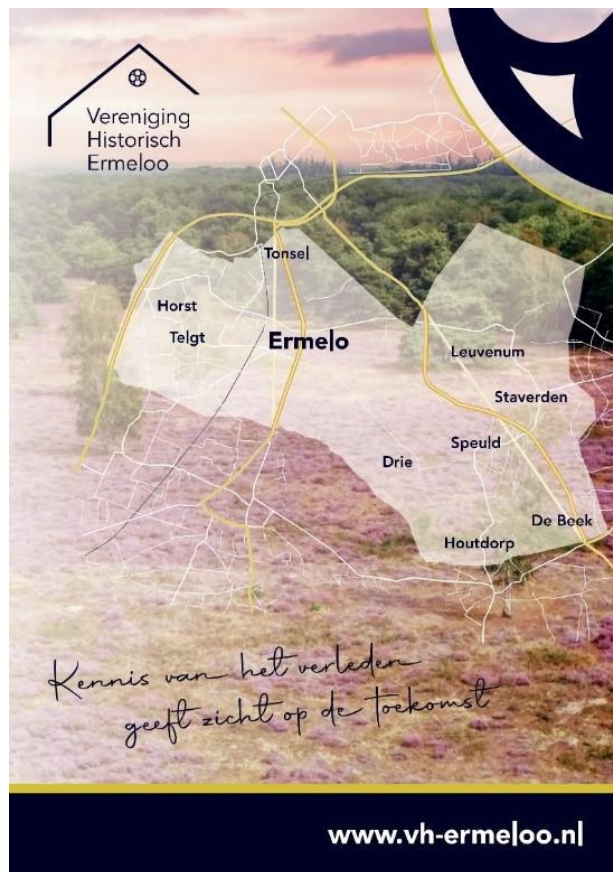 Vereniging
Historisch
Ermeloo
Tonsel
Horst
Telgt
Ermelo
Leuvenum
Staverden
Speuld
Drie
De Beek
Houtdorp
Kennis van het verleden
geeft zicht op de toekomst
www.vh-ermeloo.nl